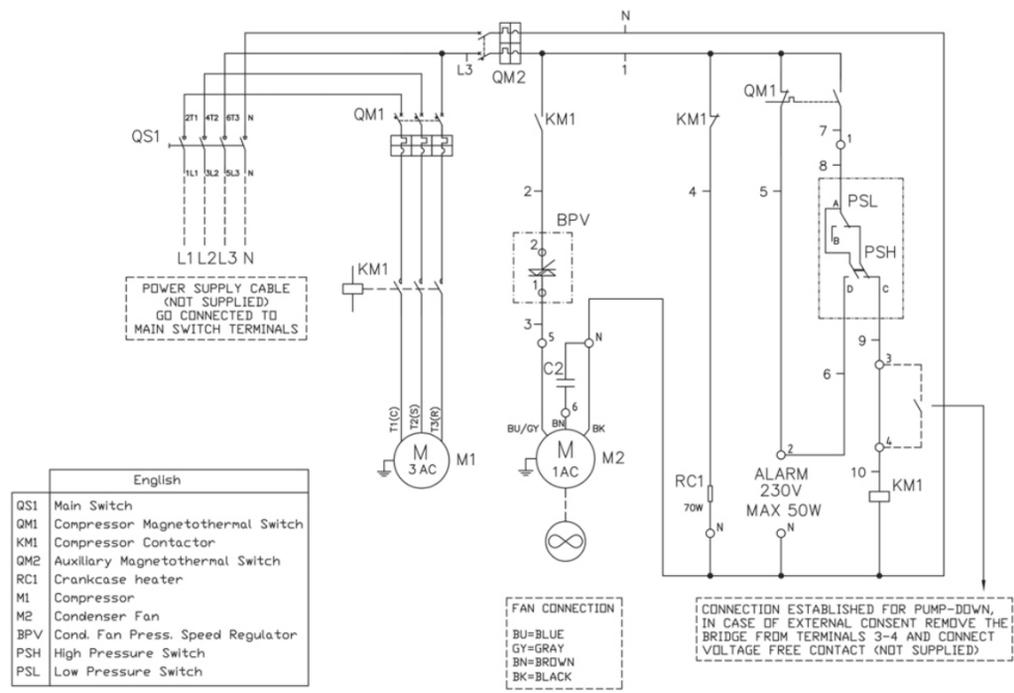 N
L3
QM2
1
2T1 4T2 6T3 N
QS1
1L1 3L2 5L3 N
QM1
KM1
KM1
QM1
7
1
8
2
4
5
BPV
2
1
PSL
A
B
PSH
D C
L1 L2 L3 N
POWER SUPPLY CABLE
(NOT SUPPLIED)
GO CONNECTED TO
MAIN SWITCH TERMINALS
KM1
3
5
N
C2
6
9
3
6
4
10
T1(C) T2(S) T3(R)
M
3 AC
M1
BU/GY
BN
BK
M
1AC
M2
RC1
70W
N
2
ALARM
230V
MAX 50W
N
KM1
English
QS1 Main Switch
QM1 Compressor Magnetothermal Switch
KM1 Compressor Contactor
QM2 Auxiliary Magnetothermal Switch
RC1 Crankcase heater
M1 Compressor
M2 Condenser Fan
BPV Cond. Fan Press. Speed Regulator
PSH High Pressure Switch
PSL Low Pressure Switch
FAN CONNECTION
BU=BLUE
GY=GRAY
BN=BROWN
BK=BLACK
CONNECTION ESTABLISHED FOR PUMP-DOWN,
IN CASE OF EXTERNAL CONSENT REMOVE THE
BRIDGE FROM TERMINALS 3-4 AND CONNECT
VOLTAGE FREE CONTACT (NOT SUPPLIED)